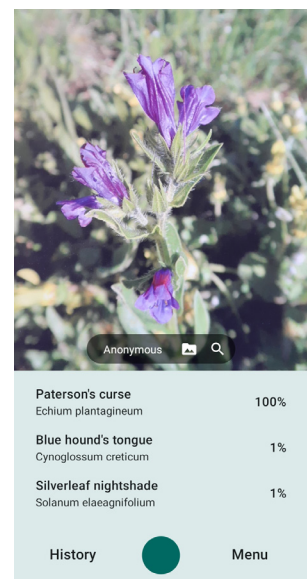 Anonymous
Paterson's curse
Echium plantagineum
100%
Blue hound's tongue
Cynoglossum creticum
1%
Silverleaf nightshade
Solanum elaeagnifolium
1%
History
Menu